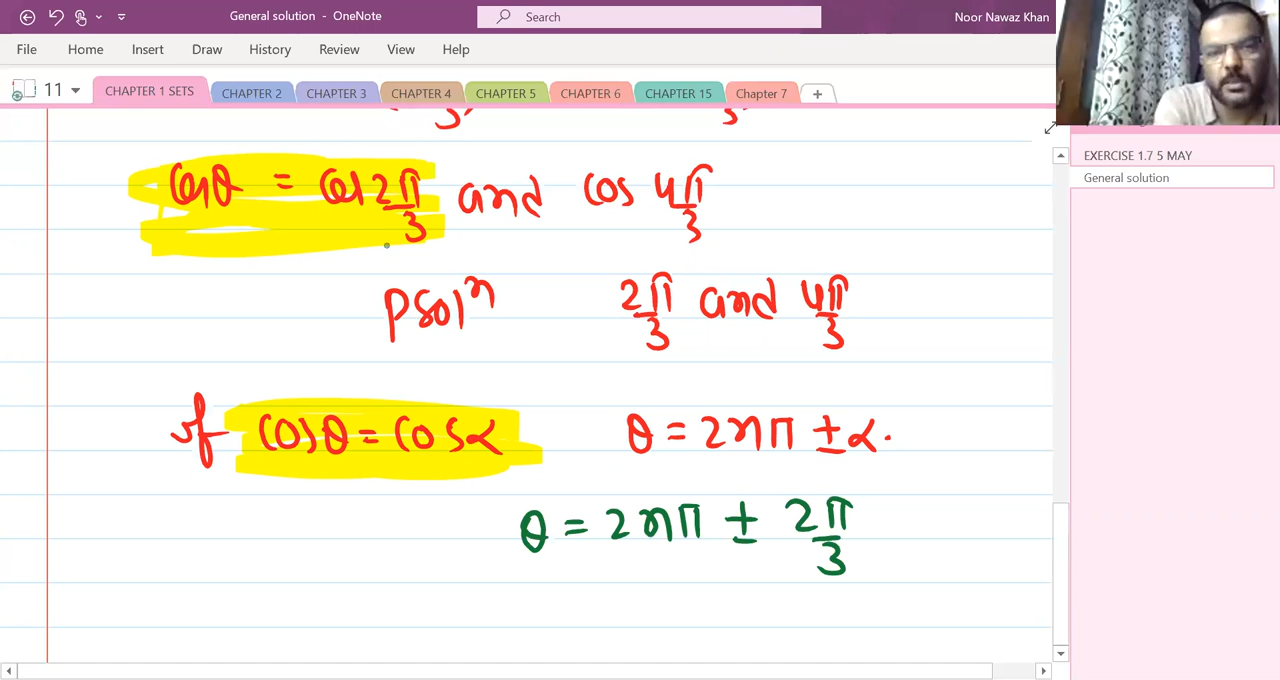 General solution - OneNote
Search
Noor Nawaz Khan
File Home Insert Draw History Review View Help
11
CHAPTER 1 SETS CHAPTER 2 CHAPTER 3 CHAPTER 4 CHAPTER 5 CHAPTER 6 CHAPTER 15 Chapter 7 +
EXERCISE 1.7 5 MAY
General solution
cosθ = cos 2π/3 and cos 4π/3
P solⁿ 2π/3 and 4π/3
if cosθ = cosα θ = 2nπ ± α.
θ = 2nπ ± 2π/3